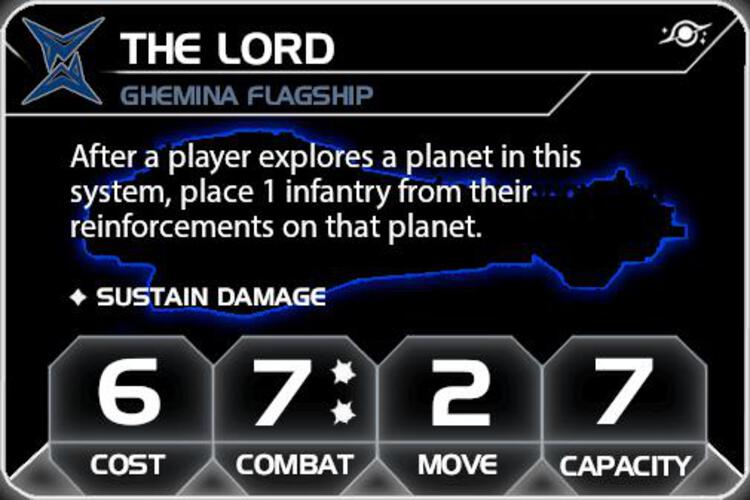 THE LORD
GHEMINA FLAGSHIP
After a player explores a planet in this
system, place 1 infantry from their
reinforcements on that planet.
SUSTAIN DAMAGE
6 7 2 7
COST COMBAT MOVE CAPACITY